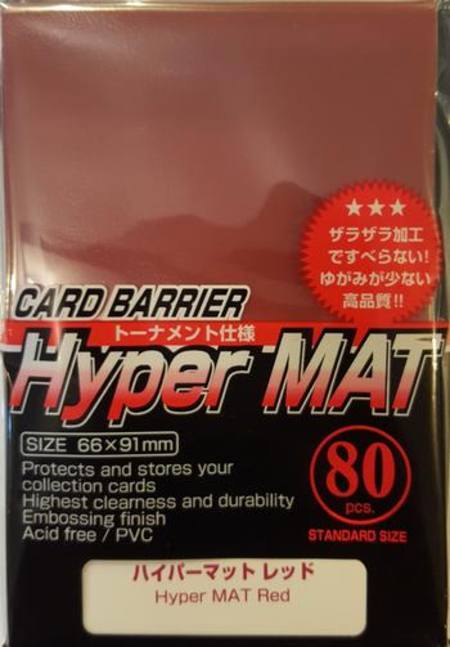 ★★★
ザラザラ加工
ですべらない!
ゆがみが少ない
高品質!!
CARD BARRIER
トーナメント仕様
Hyper MAT
SIZE 66×91mm
Protects and stores your
collection cards
Highest clearness and durability
Embossing finish
Acid free / PVC
80
pcs.
STANDARD SIZE
ハイパーマット レッド
Hyper MAT Red